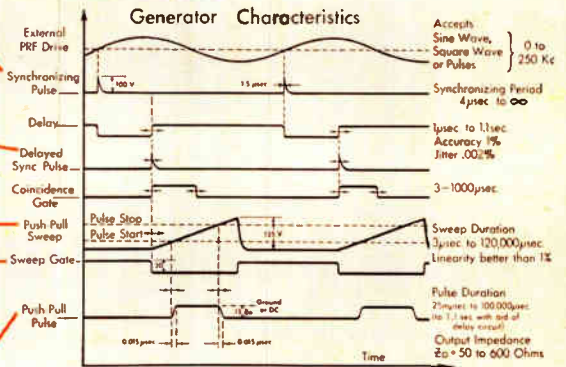 Generator Characteristics
External
PRF Drive
Accepts
Sine Wave,
Square Wave
or Pulses
0 to
250 Kc
Synchronizing
Pulse
100 V
1.5 μsec
Synchronizing Period
4μsec to ∞
Delay
1μsec to 1.1sec
Accuracy 1%
Jitter .002%
Delayed
Sync Pulse
Coincidence
Gate
3–1000μsec
Push Pull
Sweep
Pulse Stop
Pulse Start
Sweep Duration
3μsec to 120,000μsec
Linearity better than 1%
Sweep Gate
Push Pull
Pulse
Ground
or DC
Pulse Duration
25mμsec to 100,000μsec
(to 1.1 sec with aid of
delay circuit)
0.015 μsec
0.015 μsec
Output Impedance
Zo = 50 to 600 Ohms
Time